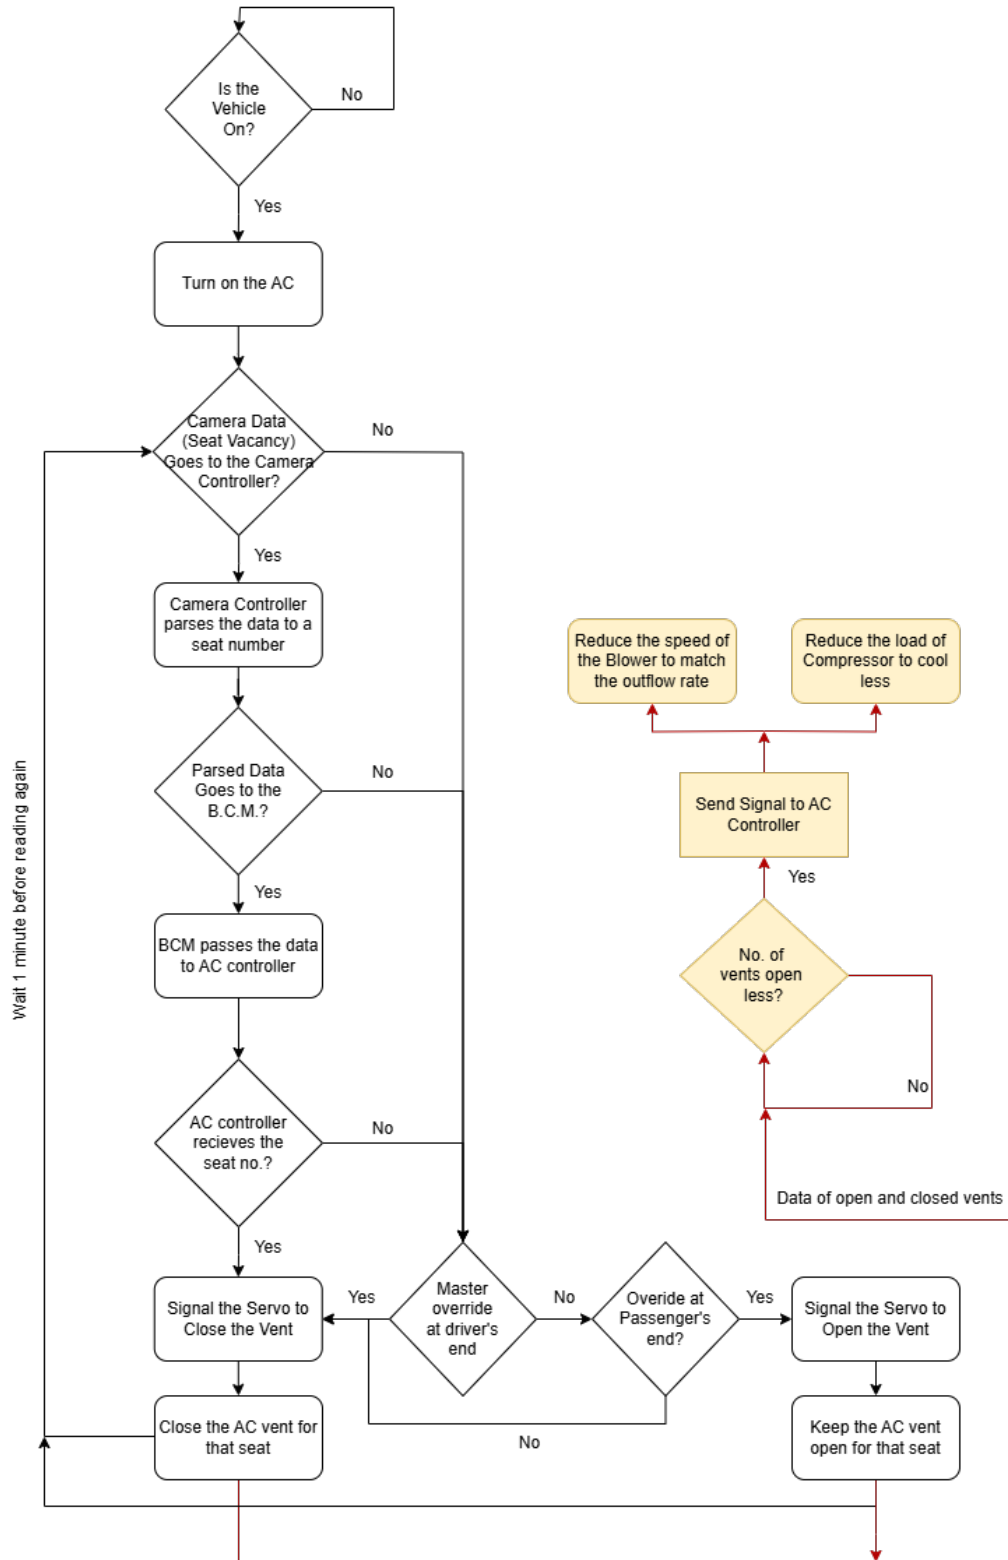 Is the
Vehicle
On?
No
Yes
Turn on the AC
Camera Data
(Seat Vacancy)
Goes to the Camera
Controller?
No
Yes
Camera Controller
parses the data to a
seat number
Parsed Data
Goes to the
B.C.M.?
No
Yes
BCM passes the data
to AC controller
AC controller
recieves the
seat no.?
No
Yes
Signal the Servo to
Close the Vent
Close the AC vent for
that seat
Wait 1 minute before reading again
Yes
Master
override
at driver's
end
No
Overide at
Passenger's
end?
No
Yes
Signal the Servo to
Open the Vent
Keep the AC vent
open for that seat
Reduce the speed of
the Blower to match
the outflow rate
Reduce the load of
Compressor to cool
less
Send Signal to AC
Controller
Yes
No. of
vents open
less?
No
Data of open and closed vents